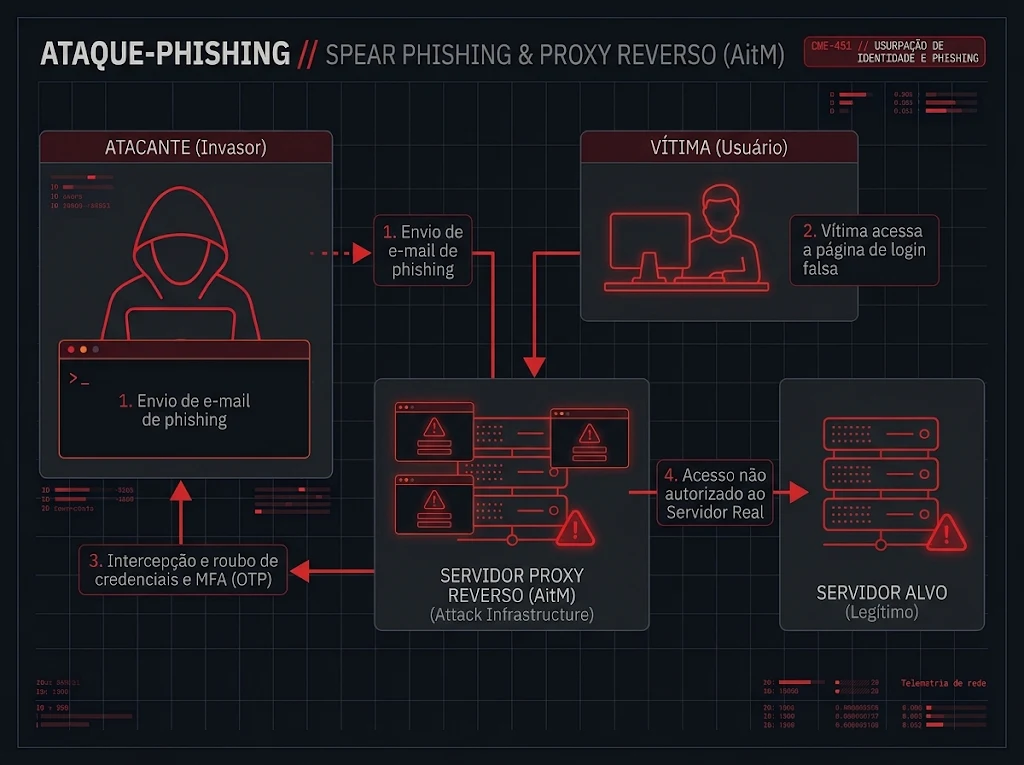 ATAQUE-PHISHING // SPEAR PHISHING & PROXY REVERSO (AitM)
CME-451 // USURPAÇÃO DE
IDENTIDADE E PHESHING
ATACANTE (Invasor)
>_
1. Envio de e-mail
de phishing
1. Envio de
e-mail de
phishing
VÍTIMA (Usuário)
2. Vítima acessa
a página de login
falsa
3. Intercepção e roubo de
credenciais e MFA (OTP)
SERVIDOR PROXY
REVERSO (AitM)
(Attack Infrastructure)
4. Acesso não
autorizado ao
Servidor Real
SERVIDOR ALVO
(Legítimo)
Telematria de rede